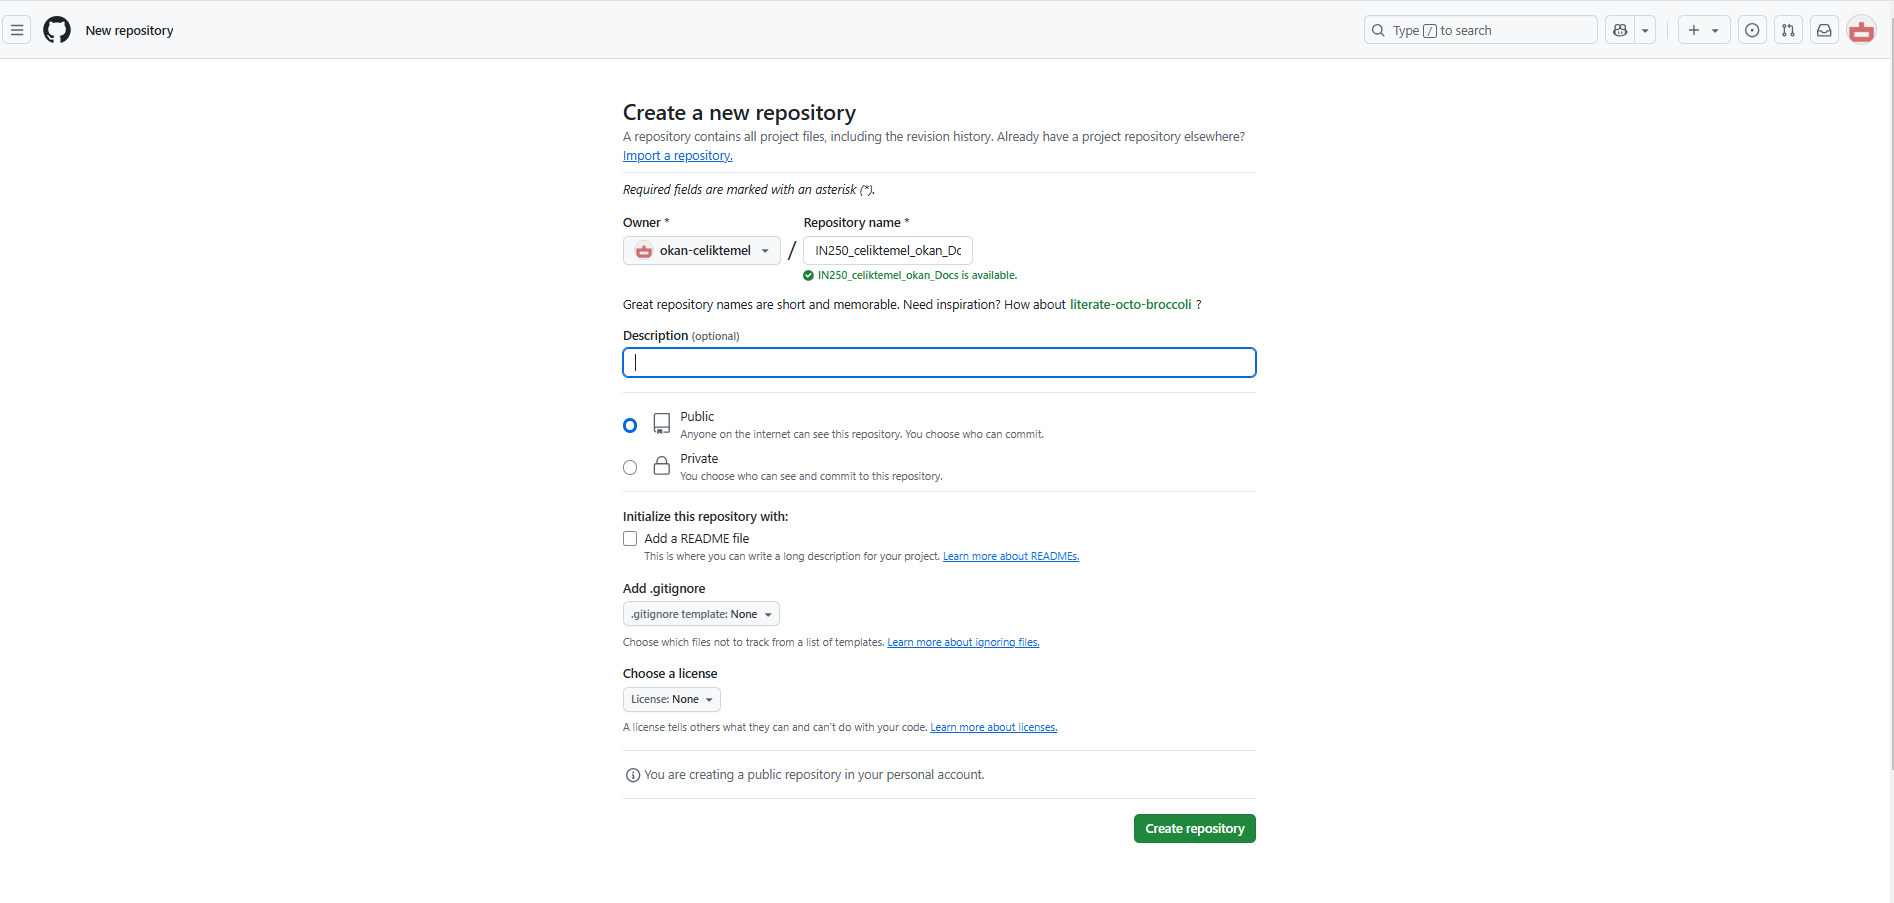 New repository
Type / to search
Create a new repository
A repository contains all project files, including the revision history. Already have a project repository elsewhere?
Import a repository.
Required fields are marked with an asterisk (*).
Owner * Repository name *
okan-celiktemel / IN250_celiktemel_okan_Dc
IN250_celiktemel_okan_Docs is available.
Great repository names are short and memorable. Need inspiration? How about literate-octo-broccoli ?
Description (optional)
Public
Anyone on the internet can see this repository. You choose who can commit.
Private
You choose who can see and commit to this repository.
Initialize this repository with:
Add a README file
This is where you can write a long description for your project. Learn more about READMEs.
Add .gitignore
.gitignore template: None
Choose which files not to track from a list of templates. Learn more about ignoring files.
Choose a license
License: None
A license tells others what they can and can't do with your code. Learn more about licenses.
You are creating a public repository in your personal account.
Create repository